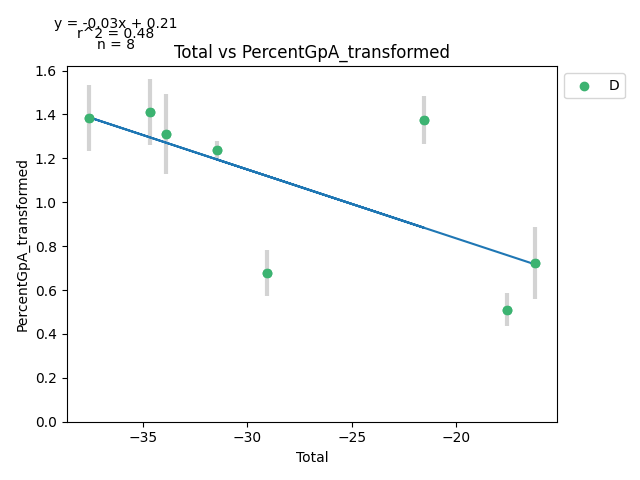 y = -0.03x + 0.21
r^2 = 0.48
n = 8
Total vs PercentGpA_transformed
D
PercentGpA_transformed
1.6
1.4
1.2
1.0
0.8
0.6
0.4
0.2
0.0
−35
−30
−25
−20
Total